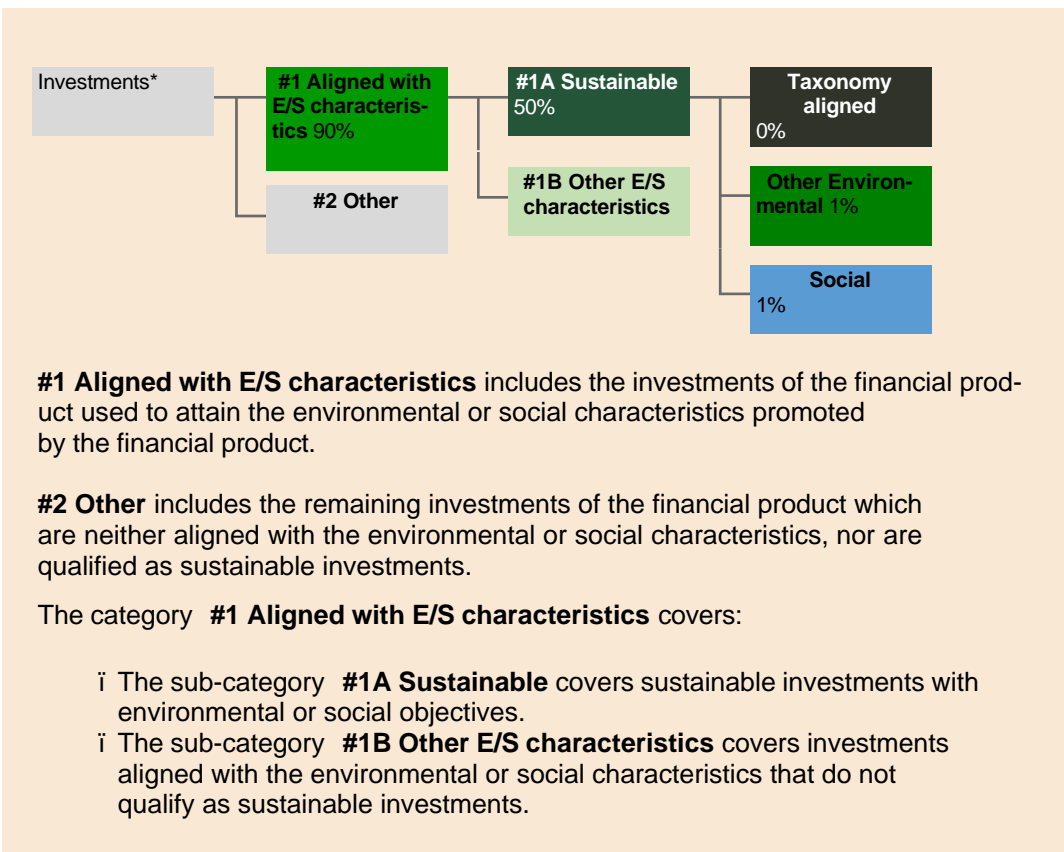 Investments*
#1 Aligned with
E/S characteris-
tics 90%
#2 Other
#1A Sustainable
50%
#1B Other E/S
characteristics
Taxonomy
aligned
0%
Other Environ-
mental 1%
Social
1%
#1 Aligned with E/S characteristics includes the investments of the financial prod-
uct used to attain the environmental or social characteristics promoted
by the financial product.
#2 Other includes the remaining investments of the financial product which
are neither aligned with the environmental or social characteristics, nor are
qualified as sustainable investments.
The category #1 Aligned with E/S characteristics covers:
ï The sub-category #1A Sustainable covers sustainable investments with
environmental or social objectives.
ï The sub-category #1B Other E/S characteristics covers investments
aligned with the environmental or social characteristics that do not
qualify as sustainable investments.